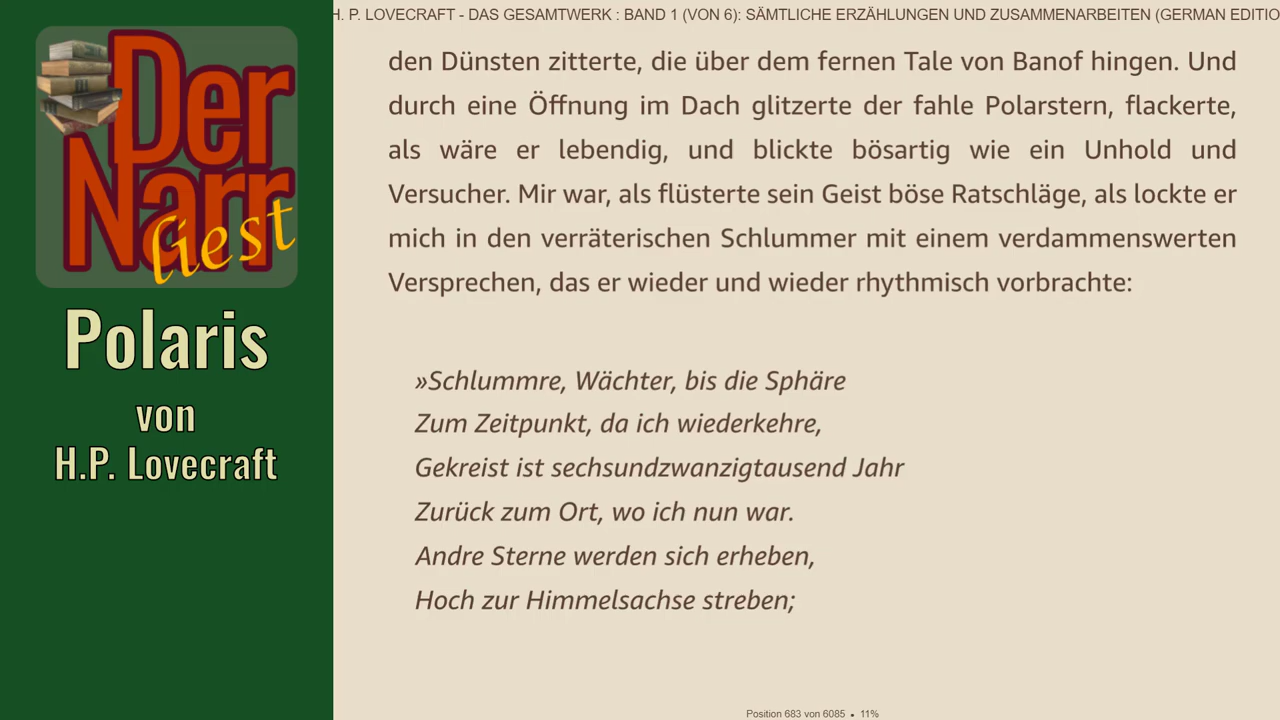 Der
Narr
liest
Polaris
von
H.P. Lovecraft
H. P. LOVECRAFT - DAS GESAMTWERK : BAND 1 (VON 6): SÄMTLICHE ERZÄHLUNGEN UND ZUSAMMENARBEITEN (GERMAN EDITIO
den Dünsten zitterte, die über dem fernen Tale von Banof hingen. Und
durch eine Öffnung im Dach glitzerte der fahle Polarstern, flackerte,
als wäre er lebendig, und blickte bösartig wie ein Unhold und
Versucher. Mir war, als flüsterte sein Geist böse Ratschläge, als lockte er
mich in den verräterischen Schlummer mit einem verdammenswerten
Versprechen, das er wieder und wieder rhythmisch vorbrachte:
»Schlummre, Wächter, bis die Sphäre
Zum Zeitpunkt, da ich wiederkehre,
Gekreist ist sechsundzwanzigtausend Jahr
Zurück zum Ort, wo ich nun war.
Andre Sterne werden sich erheben,
Hoch zur Himmelsachse streben;
Position 683 von 6085 • 11%